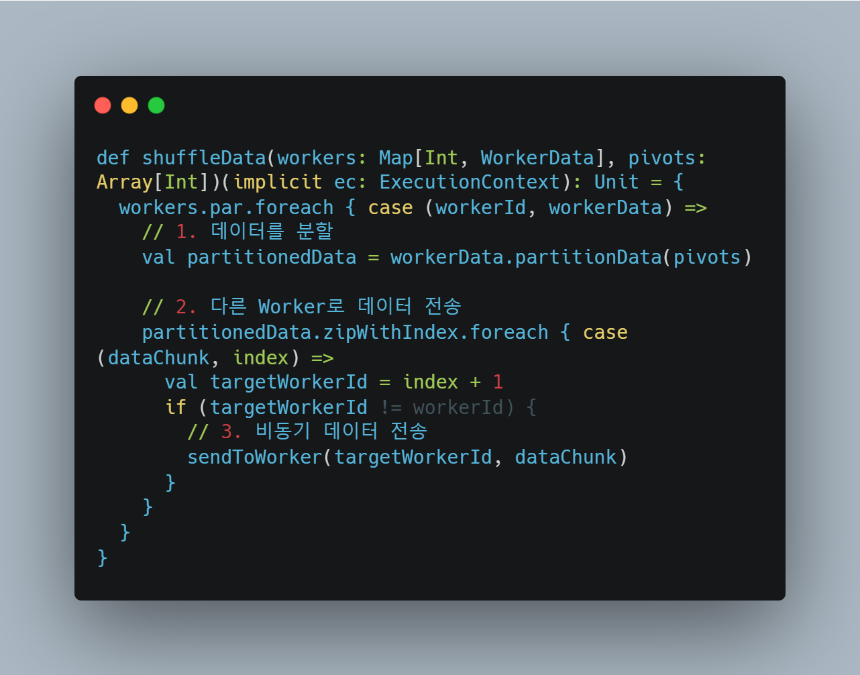 def shuffleData(workers: Map[Int, WorkerData], pivots:
Array[Int])(implicit ec: ExecutionContext): Unit = {
  workers.par.foreach { case (workerId, workerData) =>
    // 1. 데이터를 분할
    val partitionedData = workerData.partitionData(pivots)

    // 2. 다른 Worker로 데이터 전송
    partitionedData.zipWithIndex.foreach { case
(dataChunk, index) =>
      val targetWorkerId = index + 1
      if (targetWorkerId != workerId) {
        // 3. 비동기 데이터 전송
        sendToWorker(targetWorkerId, dataChunk)
      }
    }
  }
}